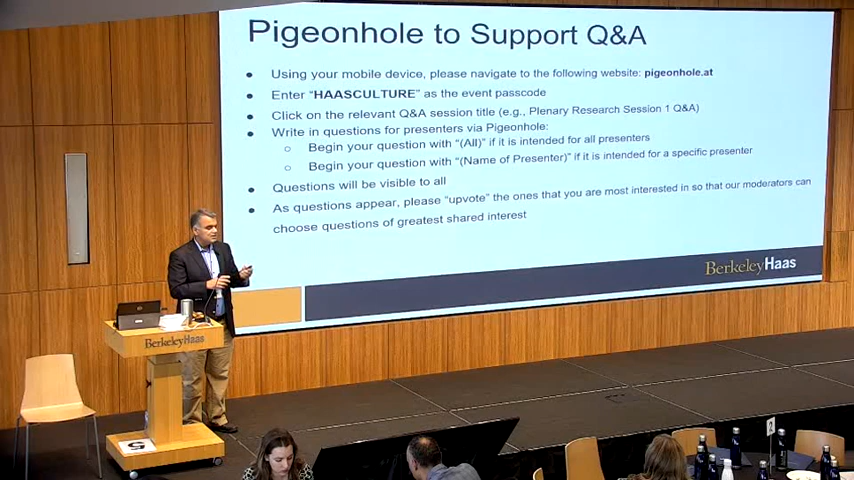 Pigeonhole to Support Q&A
● Using your mobile device, please navigate to the following website: pigeonhole.at
● Enter “HAASCULTURE” as the event passcode
● Click on the relevant Q&A session title (e.g., Plenary Research Session 1 Q&A)
● Write in questions for presenters via Pigeonhole:
○ Begin your question with “(All)” if it is intended for all presenters
○ Begin your question with “(Name of Presenter)” if it is intended for a specific presenter
● Questions will be visible to all
● As questions appear, please “upvote” the ones that you are most interested in so that our moderators can
choose questions of greatest shared interest
BerkeleyHaas
BerkeleyHaas
5
2